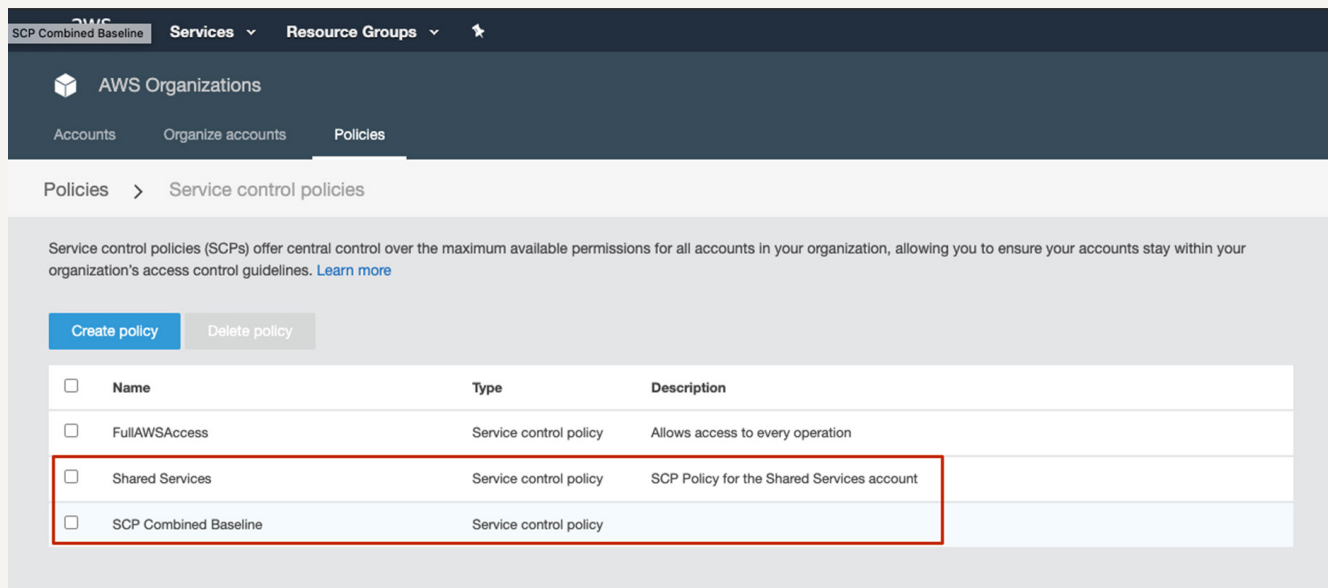 SCP Combined Baseline
Services
Resource Groups
AWS Organizations
Accounts
Organize accounts
Policies
Policies > Service control policies
Service control policies (SCPs) offer central control over the maximum available permissions for all accounts in your organization, allowing you to ensure your accounts stay within your
organization's access control guidelines. Learn more
Create policy
Delete policy
Name Type Description
FullAWSAccess Service control policy Allows access to every operation
Shared Services Service control policy SCP Policy for the Shared Services account
SCP Combined Baseline Service control policy